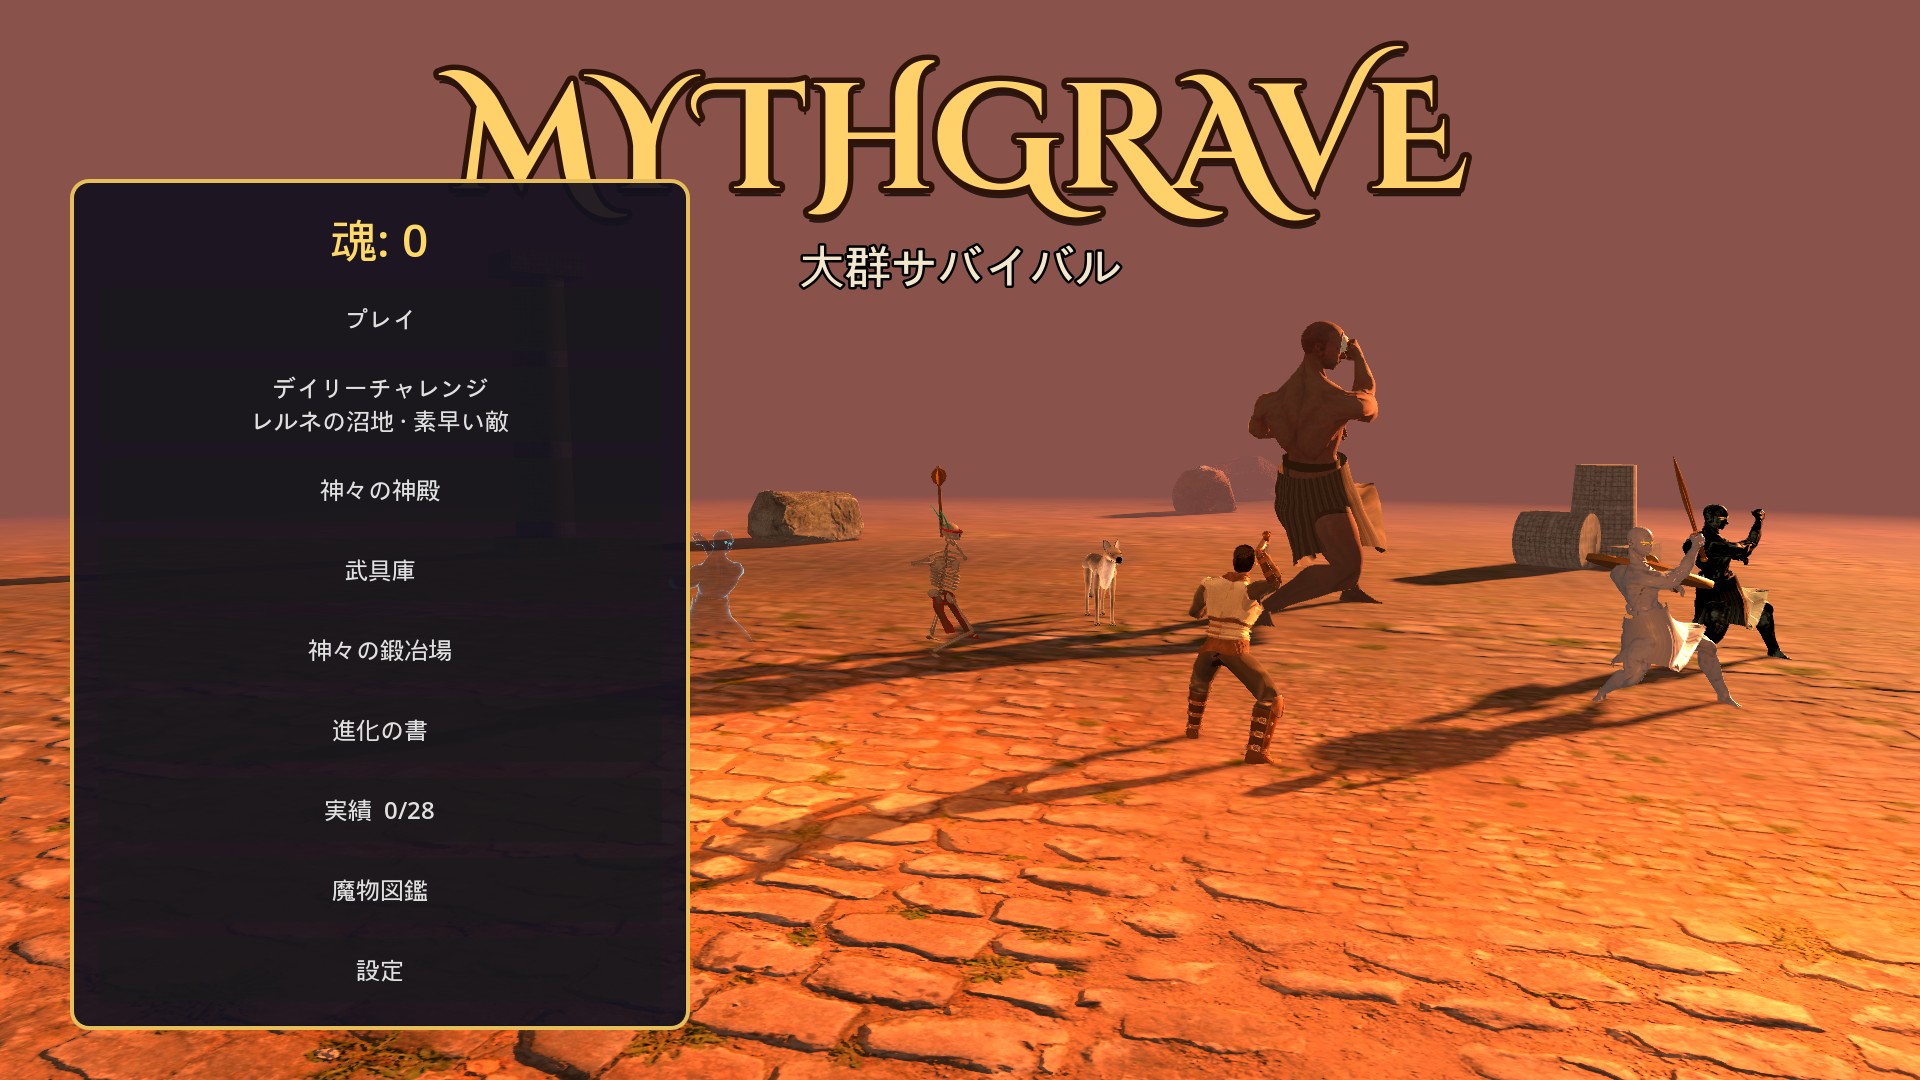 MYTHGRAVE
大群サバイバル
魂: 0
プレイ
デイリーチャレンジ
レルネの沼地 · 素早い敵
神々の神殿
武具庫
神々の鍛冶場
進化の書
実績 0/28
魔物図鑑
設定